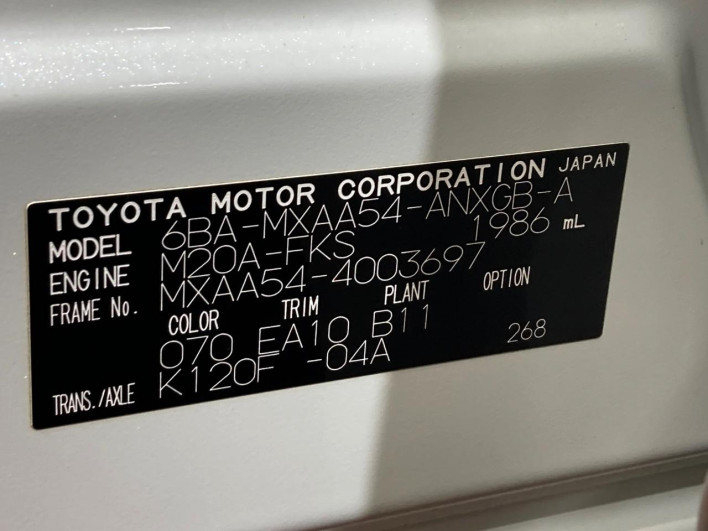 TOYOTA MOTOR CORPORATION JAPAN
MODEL 6BA-MXAA54-ANXGB-A
ENGINE M20A-FKS 1986 mL
FRAME No. MXAA54-4003697
COLOR TRIM PLANT OPTION
070 EA10 B11 268
TRANS./AXLE K120F -04A